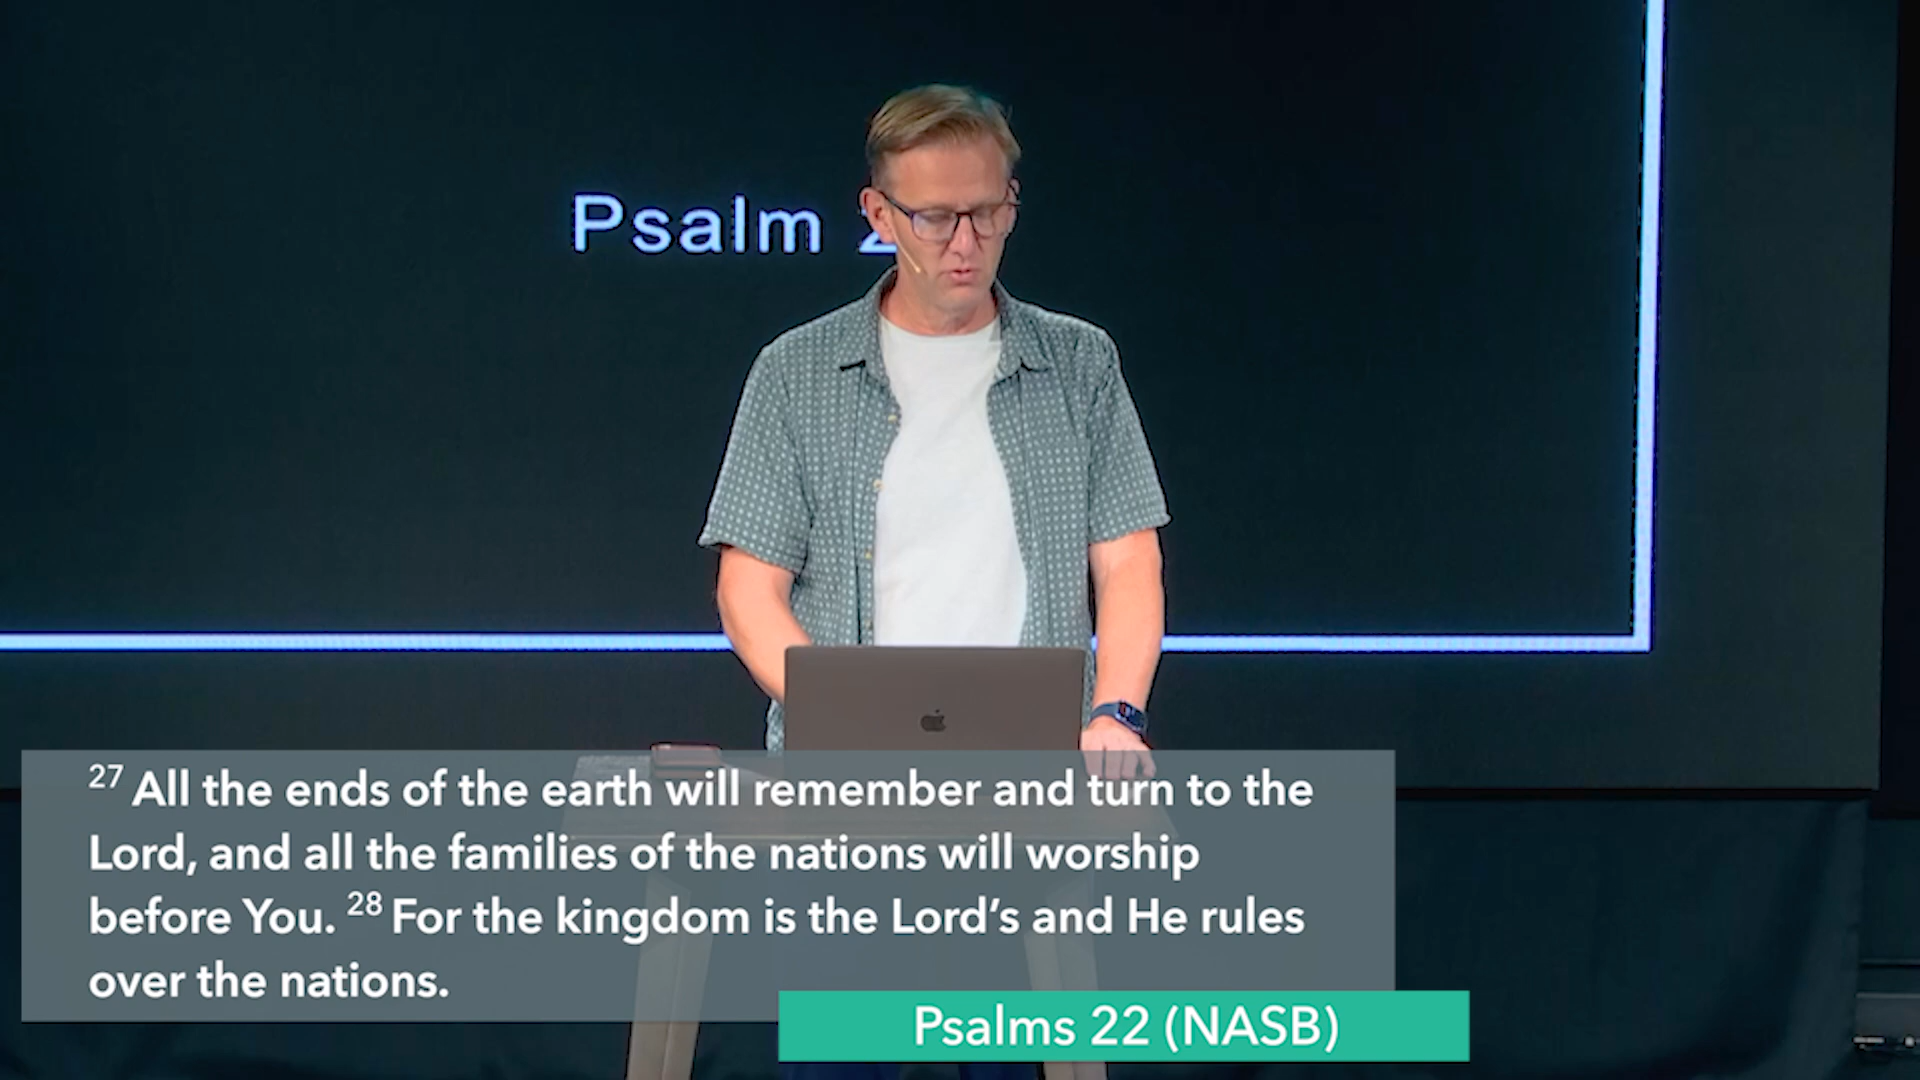 Psalm
27 All the ends of the earth will remember and turn to the
Lord, and all the families of the nations will worship
before You. 28 For the kingdom is the Lord’s and He rules
over the nations.
Psalms 22 (NASB)